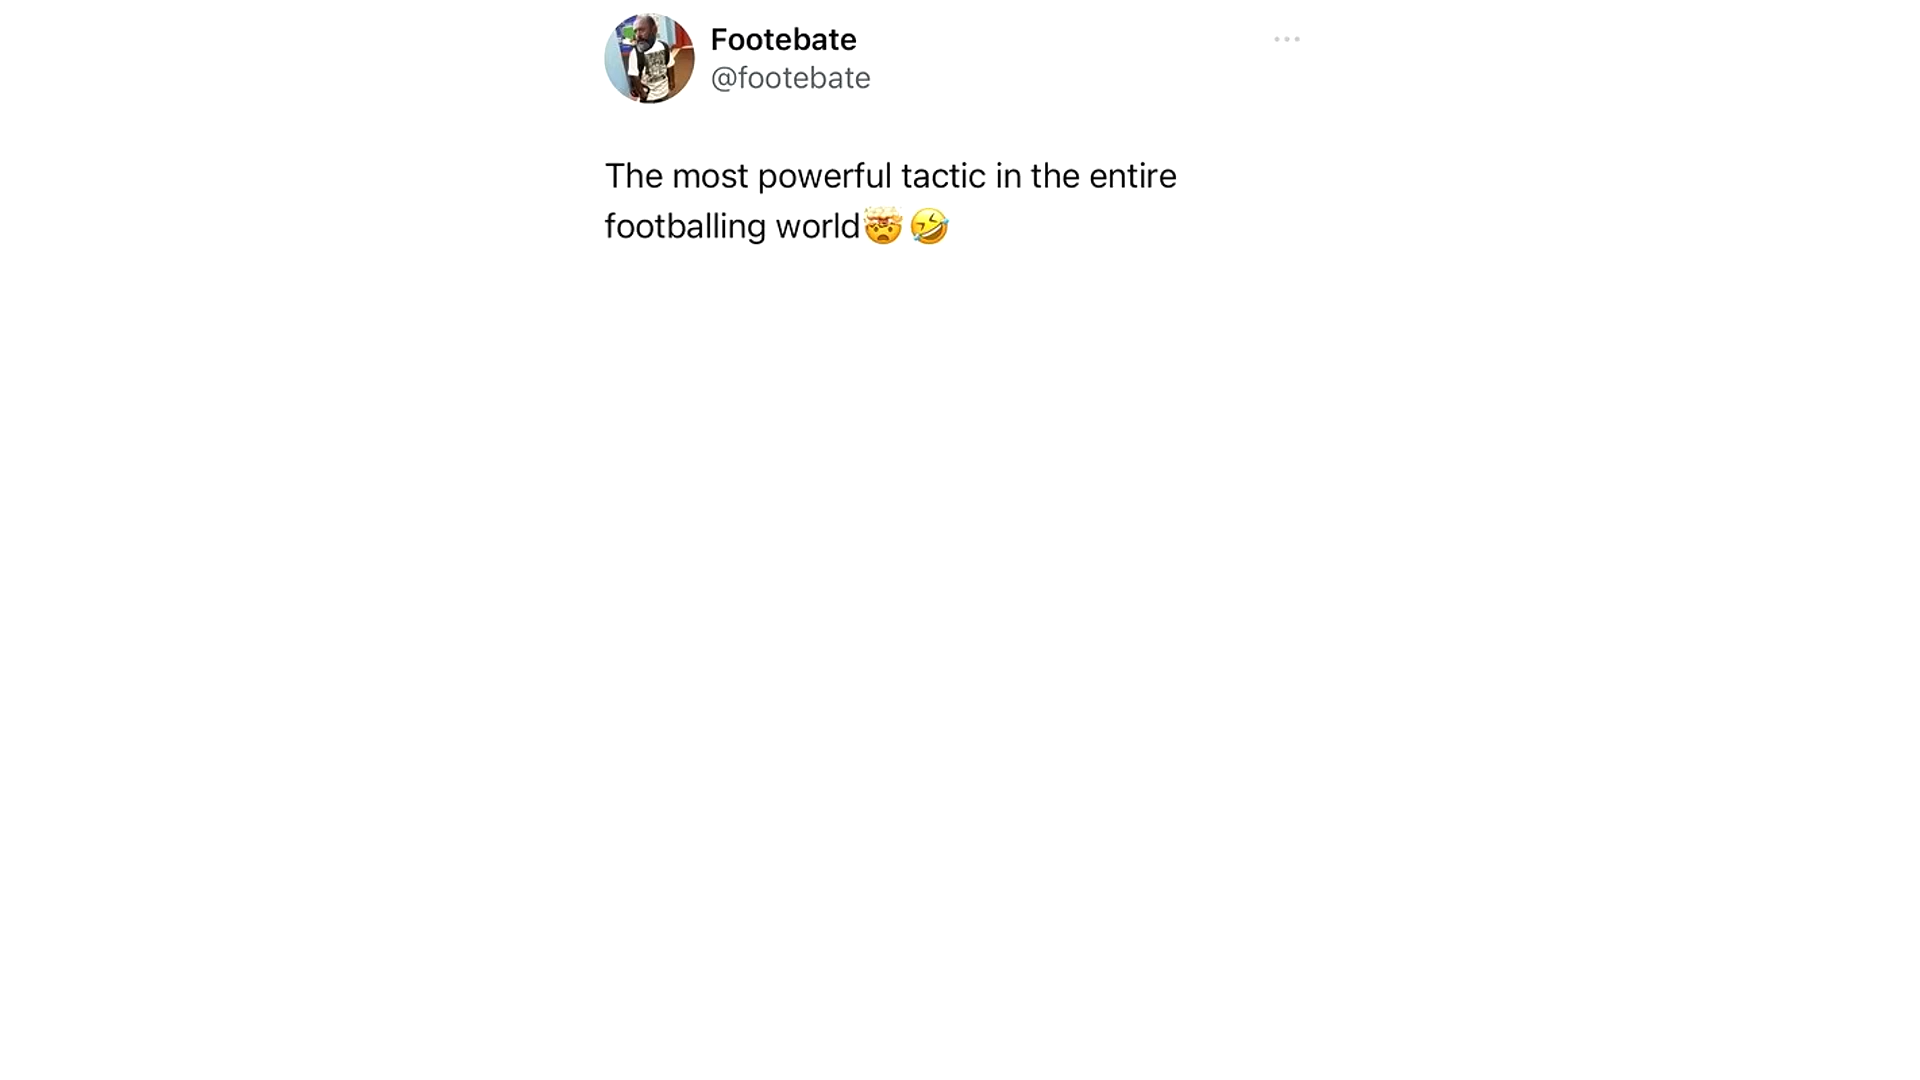 Footebate
@footebate
The most powerful tactic in the entire
footballing world🤯🤣